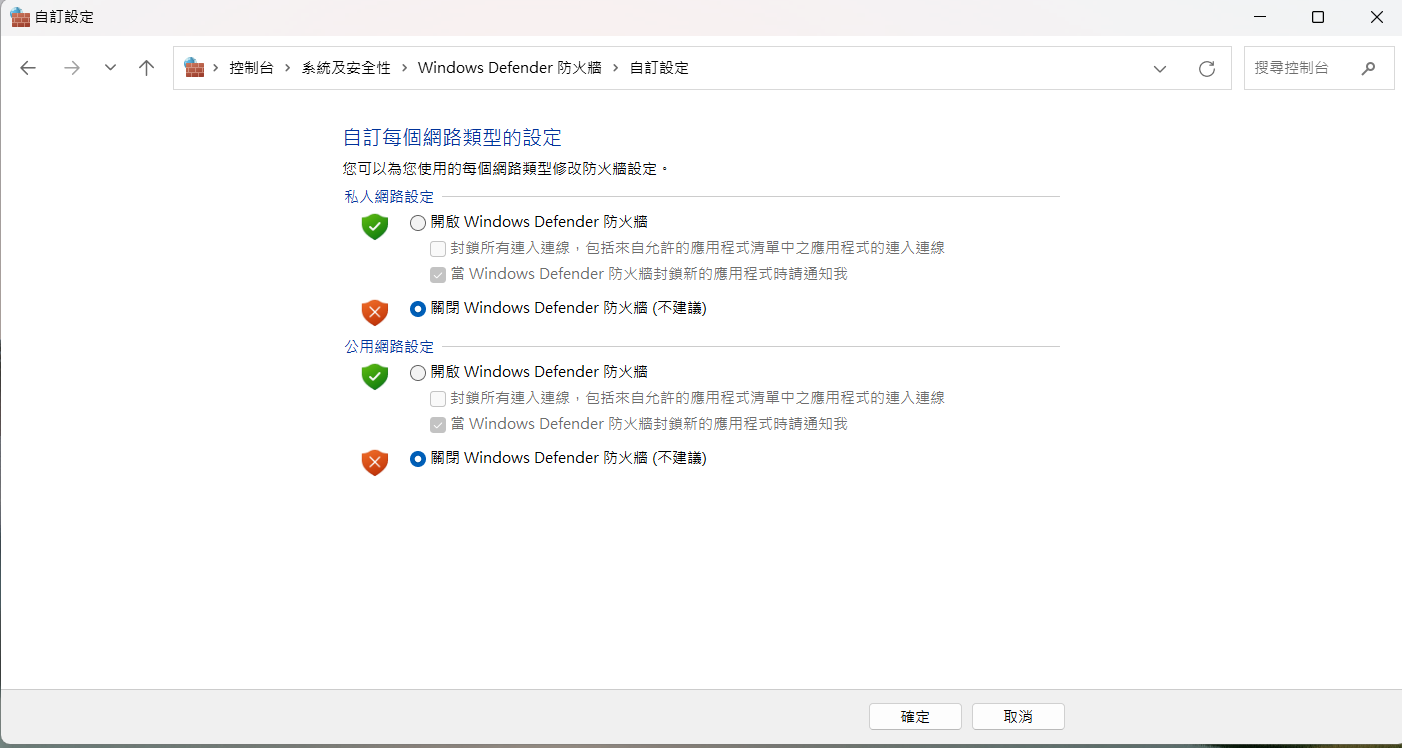 自訂設定
控制台 › 系統及安全性 › Windows Defender 防火牆 › 自訂設定
搜尋控制台
自訂每個網路類型的設定
您可以為您使用的每個網路類型修改防火牆設定。
私人網路設定
開啟 Windows Defender 防火牆
封鎖所有連入連線，包括來自允許的應用程式清單中之應用程式的連入連線
當 Windows Defender 防火牆封鎖新的應用程式時請通知我
關閉 Windows Defender 防火牆 (不建議)
公用網路設定
開啟 Windows Defender 防火牆
封鎖所有連入連線，包括來自允許的應用程式清單中之應用程式的連入連線
當 Windows Defender 防火牆封鎖新的應用程式時請通知我
關閉 Windows Defender 防火牆 (不建議)
確定
取消